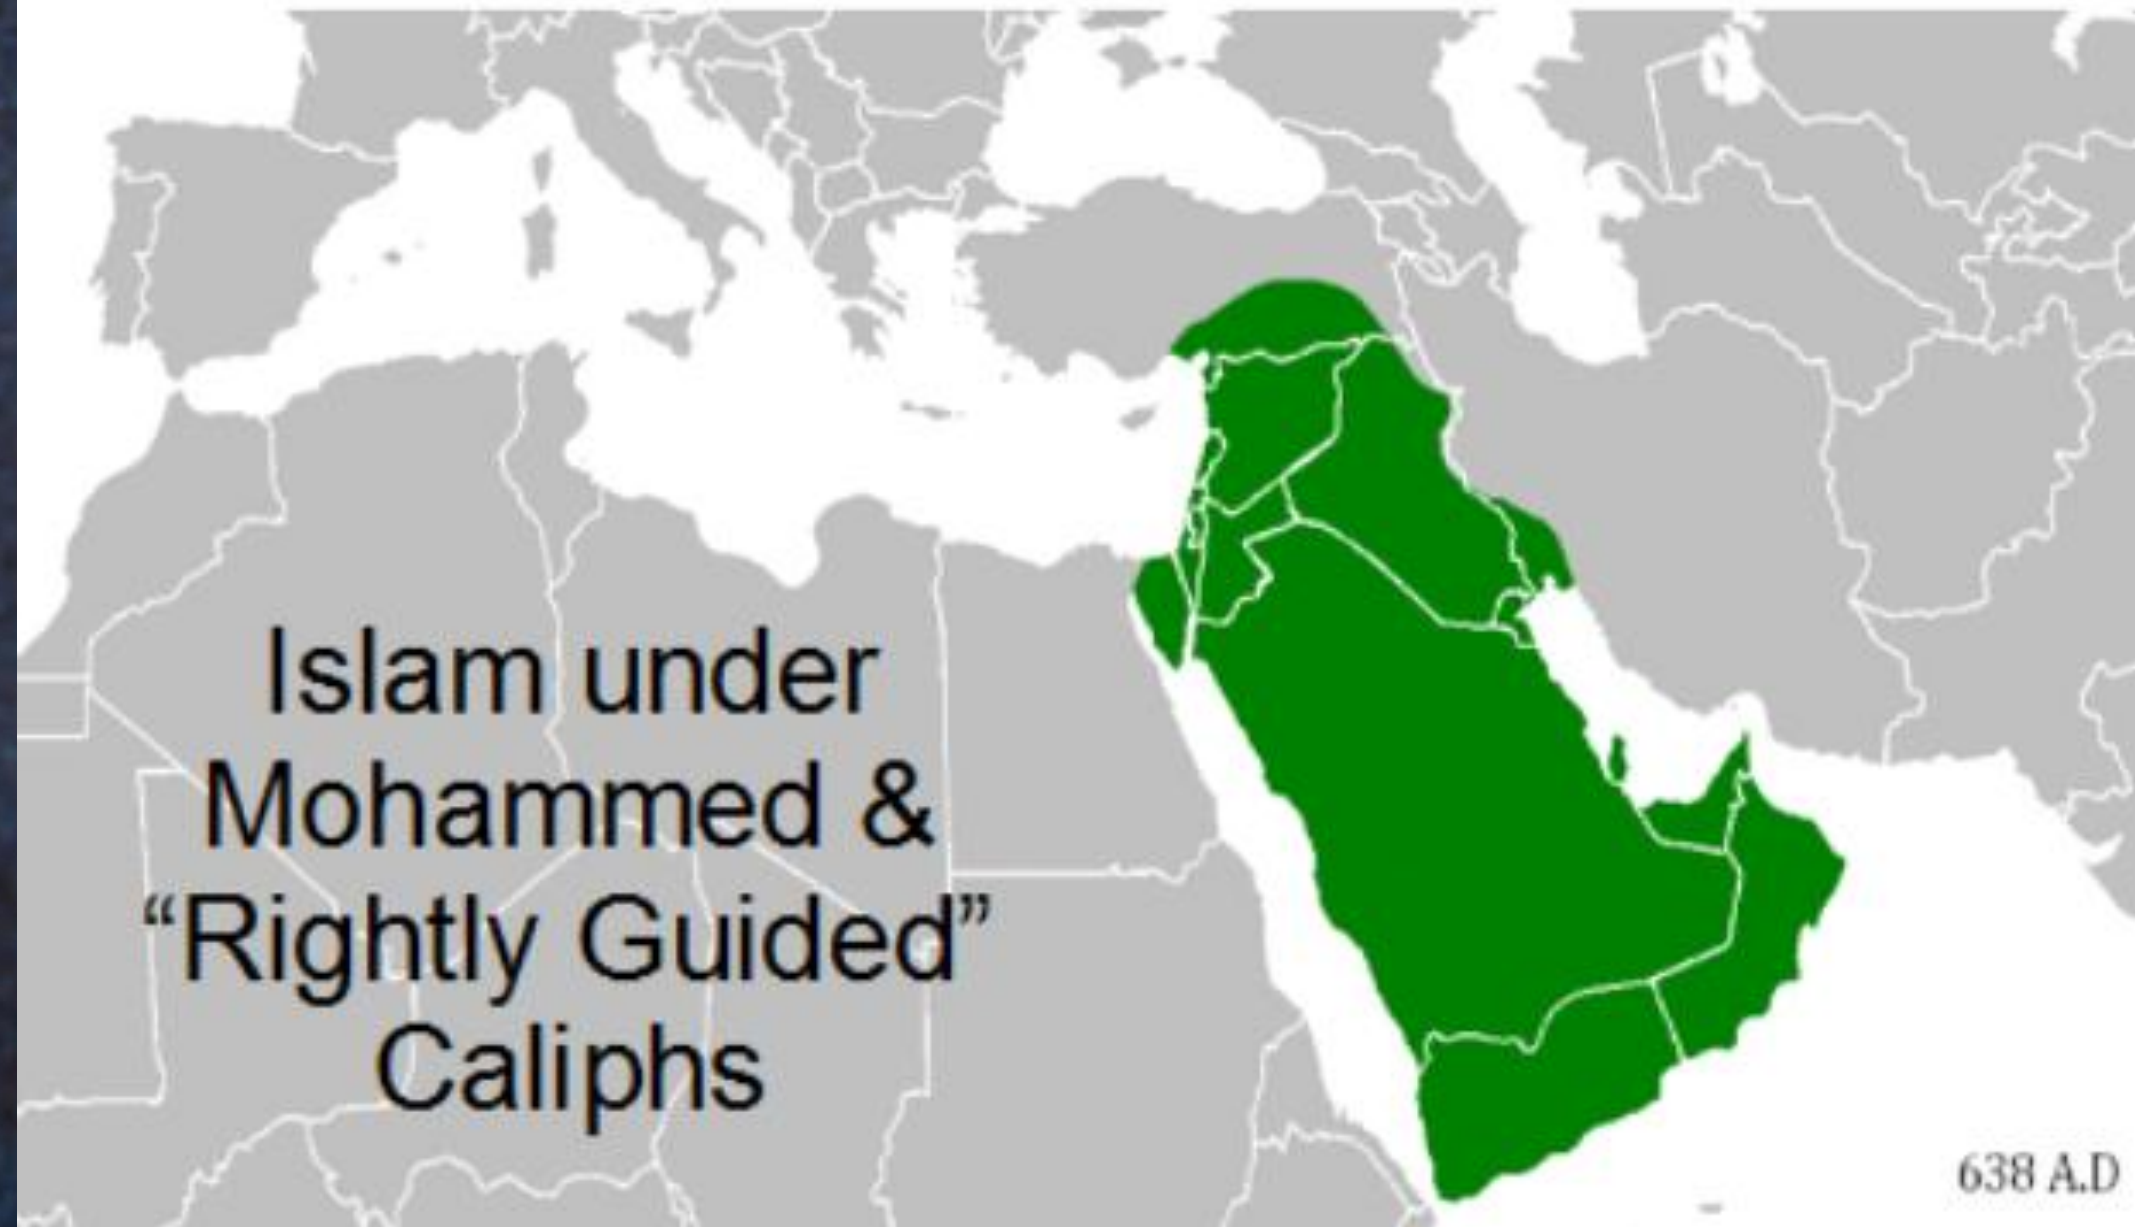 Islam under
Mohammed &
“Rightly Guided”
Caliphs
638 A.D